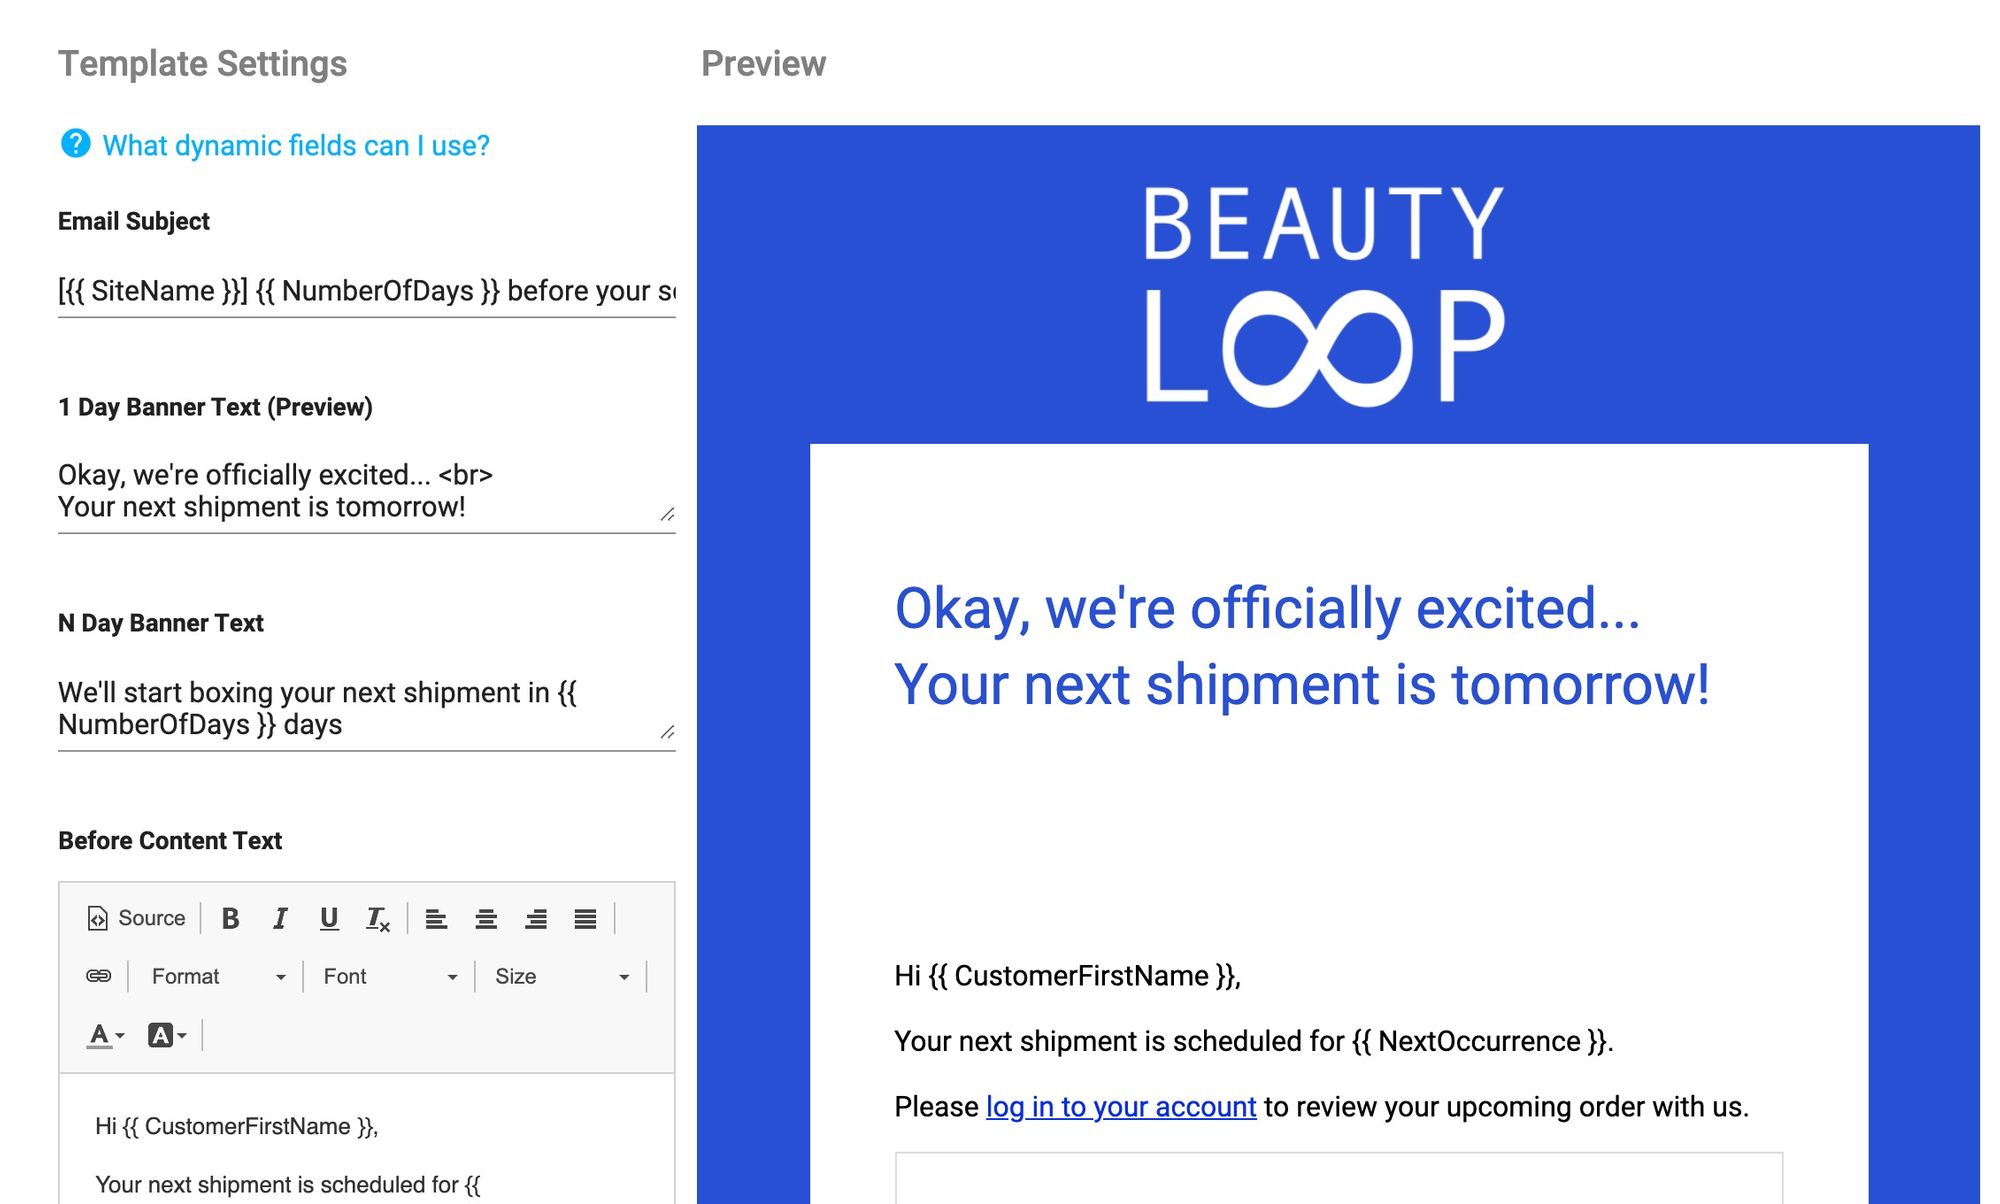 Template Settings
What dynamic fields can I use?
Email Subject
[{{ SiteName }}] {{ NumberOfDays }} before your
1 Day Banner Text (Preview)
Okay, we're officially excited... <br>
Your next shipment is tomorrow!
N Day Banner Text
We'll start boxing your next shipment in {{
NumberOfDays }} days
Before Content Text
Source B I U Tx
Format Font Size
A A
Hi {{ CustomerFirstName }},
Your next shipment is scheduled for {{
Preview
BEAUTY
LOOP
Okay, we're officially excited...
Your next shipment is tomorrow!
Hi {{ CustomerFirstName }},
Your next shipment is scheduled for {{ NextOccurrence }}.
Please log in to your account to review your upcoming order with us.